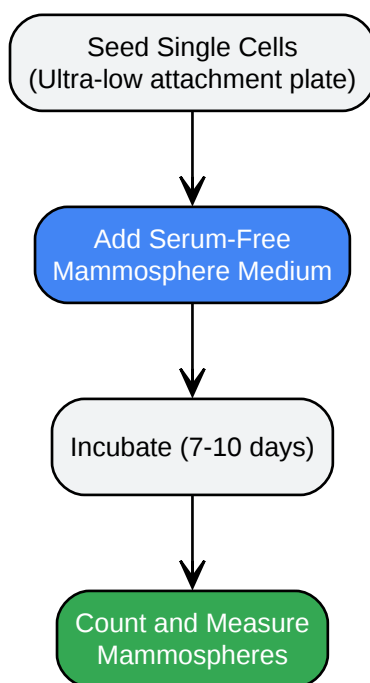 Seed Single Cells
(Ultra-low attachment plate)
Add Serum-Free
Mammosphere Medium
Incubate (7-10 days)
Count and Measure
Mammospheres